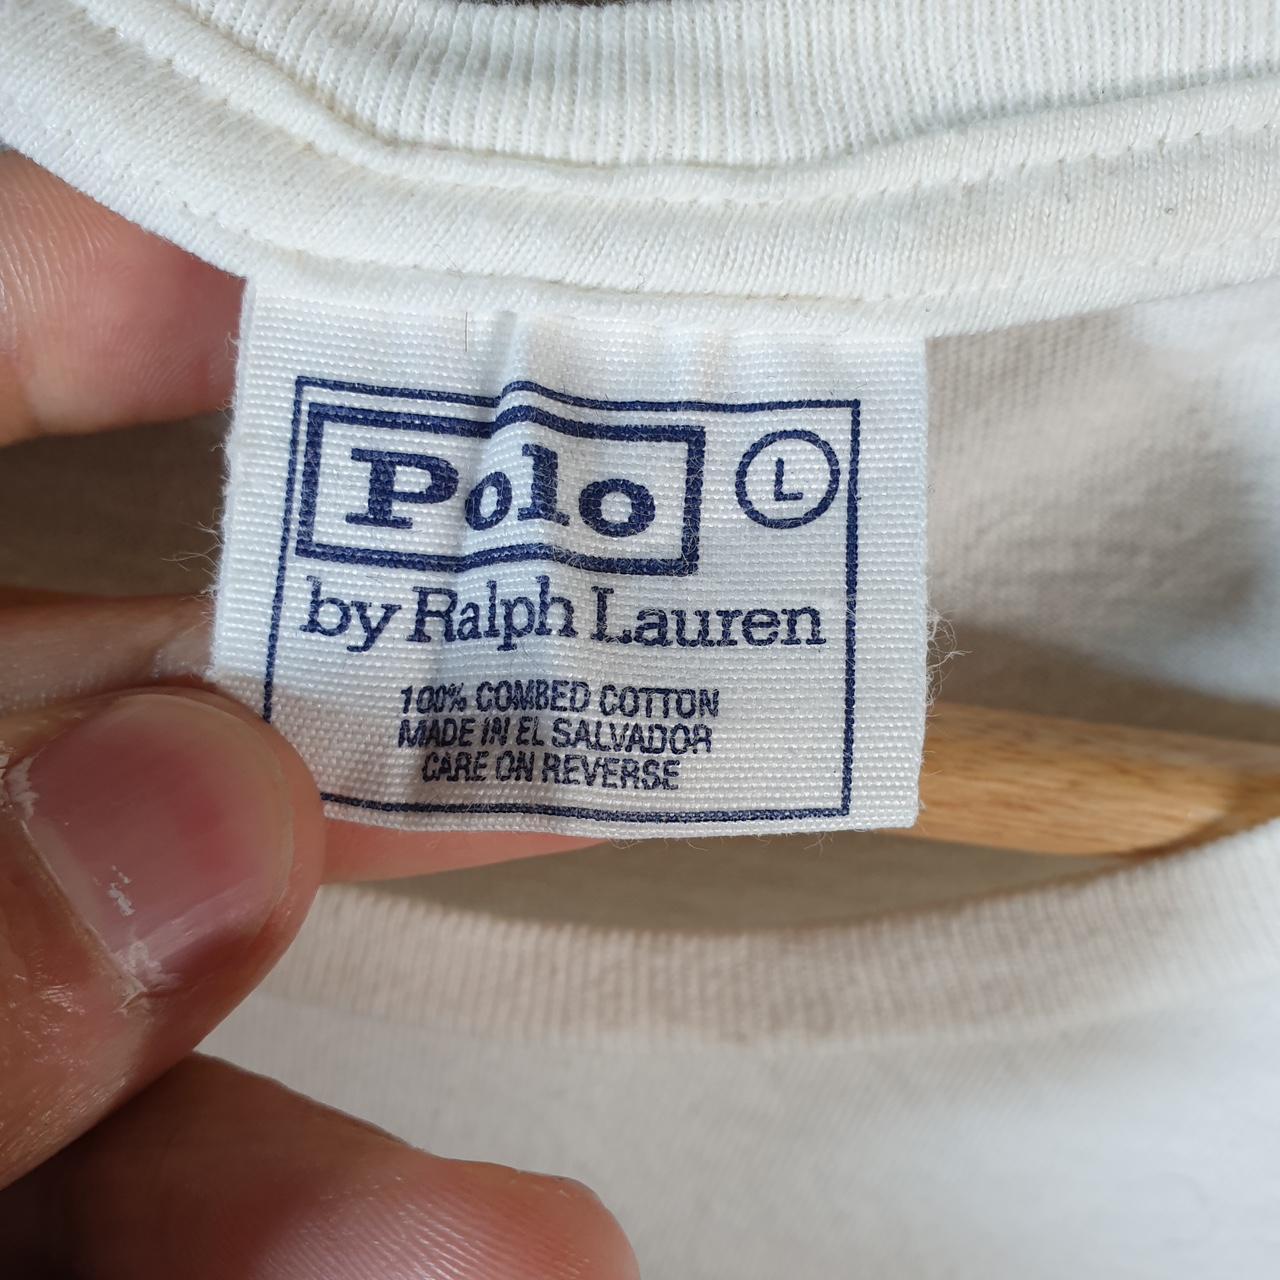 Polo L
by Ralph Lauren
100% COMBED COTTON
MADE IN EL SALVADOR
CARE ON REVERSE